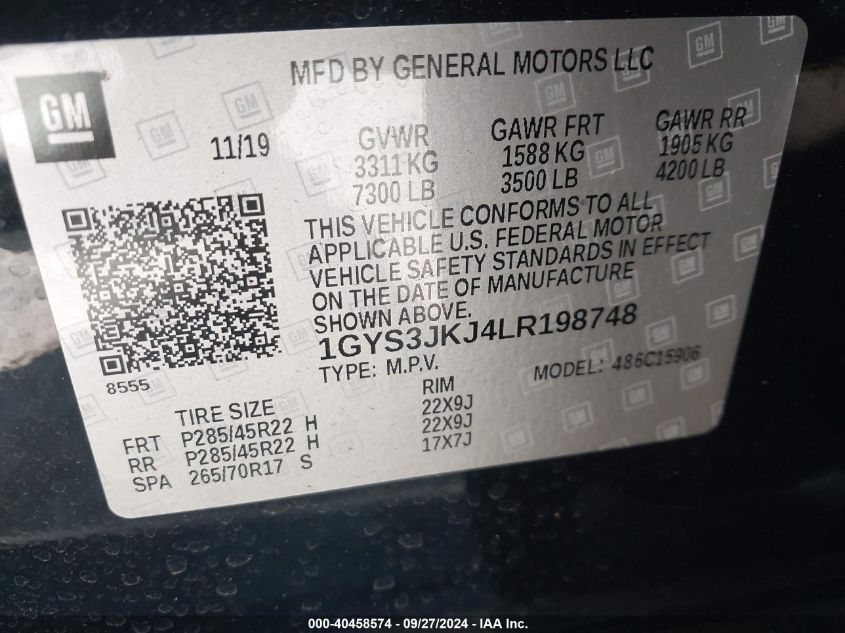 GM
MFD BY GENERAL MOTORS LLC
11/19
GVWR
3311 KG
7300 LB
GAWR FRT
1588 KG
3500 LB
GAWR RR
1905 KG
4200 LB
THIS VEHICLE CONFORMS TO ALL
APPLICABLE U.S. FEDERAL MOTOR
VEHICLE SAFETY STANDARDS IN EFFECT
ON THE DATE OF MANUFACTURE
SHOWN ABOVE.
1GYS3JKJ4LR198748
TYPE: M.P.V. MODEL: 486C15906
8555
TIRE SIZE RIM
FRT P285/45R22 H 22X9J
RR P285/45R22 H 22X9J
SPA 265/70R17 S 17X7J
000-40458574 - 09/27/2024 - IAA Inc.